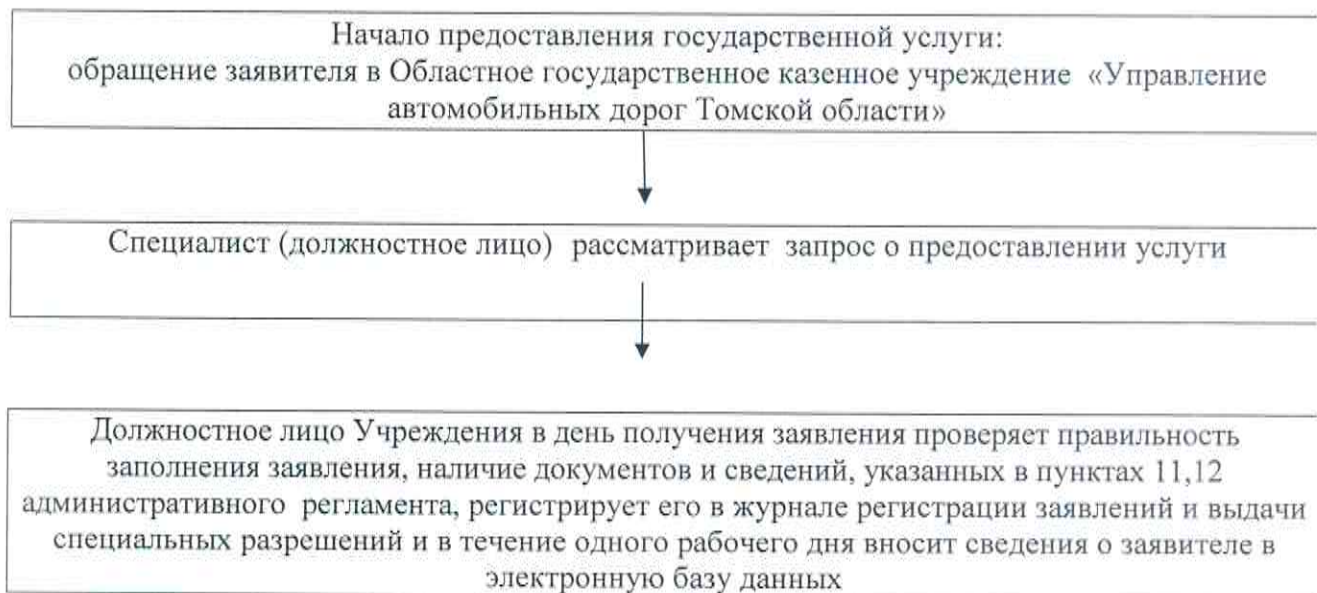 Начало предоставления государственной услуги:
обращение заявителя в Областное государственное казенное учреждение «Управление
автомобильных дорог Томской области»
Специалист (должностное лицо) рассматривает запрос о предоставлении услуги
Должностное лицо Учреждения в день получения заявления проверяет правильность
заполнения заявления, наличие документов и сведений, указанных в пунктах 11,12
административного регламента, регистрирует его в журнале регистрации заявлений и выдачи
специальных разрешений и в течение одного рабочего дня вносит сведения о заявителе в
электронную базу данных